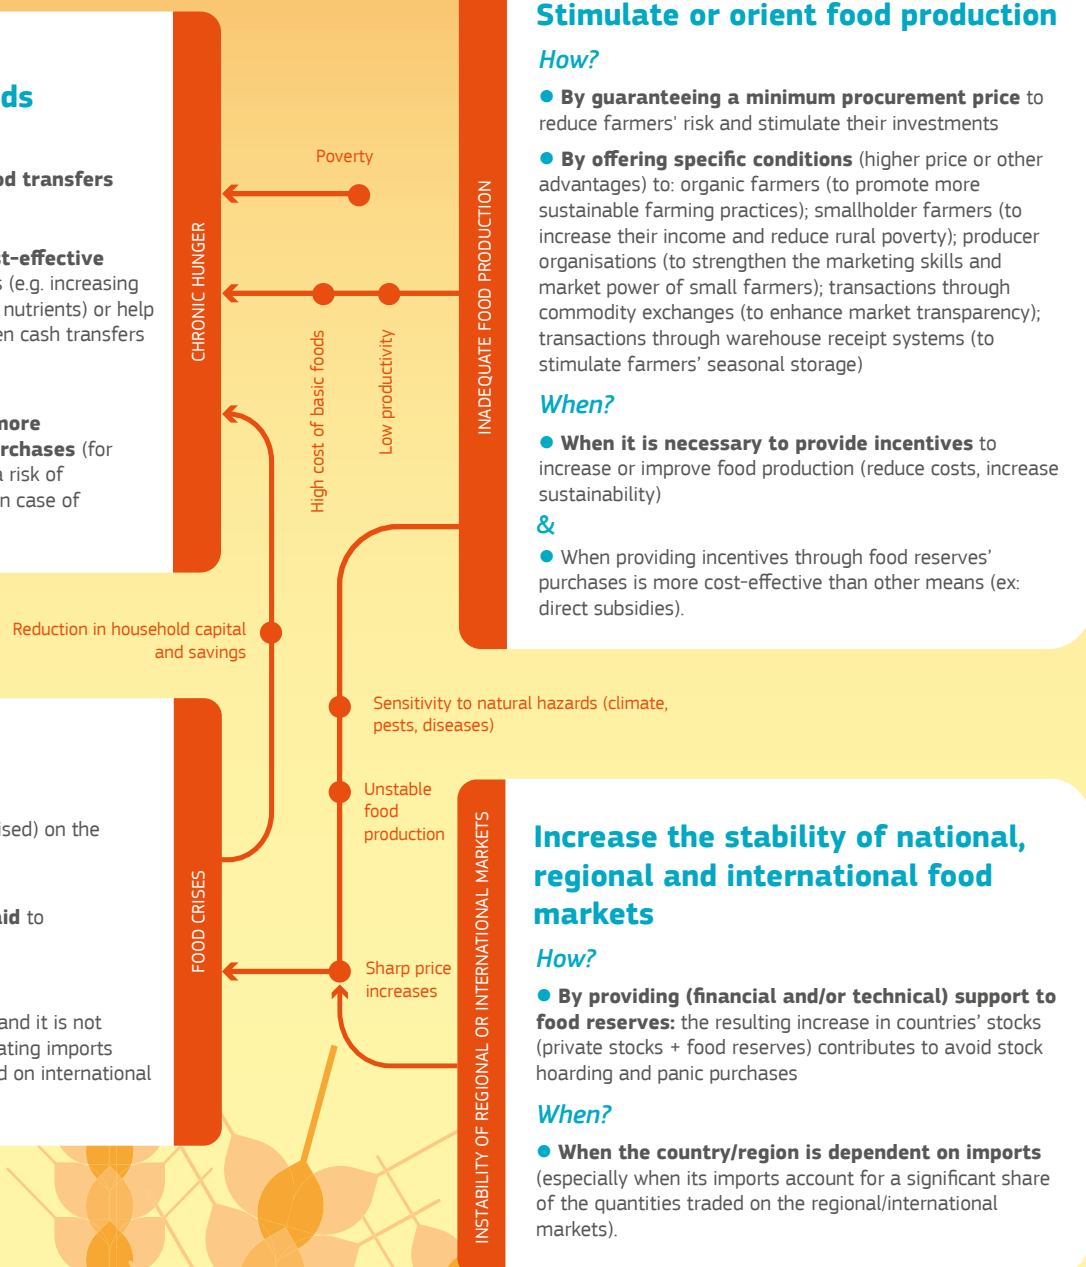 ds
od transfers
st-effective
s (e.g. increasing
nutrients) or help
en cash transfers
more
rchases (for
a risk of
n case of
CHRONIC HUNGER
Poverty
High cost of basic foods
Low productivity
Reduction in household capital
and savings
ised) on the
aid to
and it is not
ating imports
d on international
FOOD CRISES
Sensitivity to natural hazards (climate,
pests, diseases)
Unstable
food
production
Sharp price
increases
INADEQUATE FOOD PRODUCTION
Stimulate or orient food production
How?
● By guaranteeing a minimum procurement price to
reduce farmers' risk and stimulate their investments
● By offering specific conditions (higher price or other
advantages) to: organic farmers (to promote more
sustainable farming practices); smallholder farmers (to
increase their income and reduce rural poverty); producer
organisations (to strengthen the marketing skills and
market power of small farmers); transactions through
commodity exchanges (to enhance market transparency);
transactions through warehouse receipt systems (to
stimulate farmers’ seasonal storage)
When?
● When it is necessary to provide incentives to
increase or improve food production (reduce costs, increase
sustainability)
&
● When providing incentives through food reserves’
purchases is more cost-effective than other means (ex:
direct subsidies).
INSTABILITY OF REGIONAL OR INTERNATIONAL MARKETS
Increase the stability of national,
regional and international food
markets
How?
● By providing (financial and/or technical) support to
food reserves: the resulting increase in countries’ stocks
(private stocks + food reserves) contributes to avoid stock
hoarding and panic purchases
When?
● When the country/region is dependent on imports
(especially when its imports account for a significant share
of the quantities traded on the regional/international
markets).